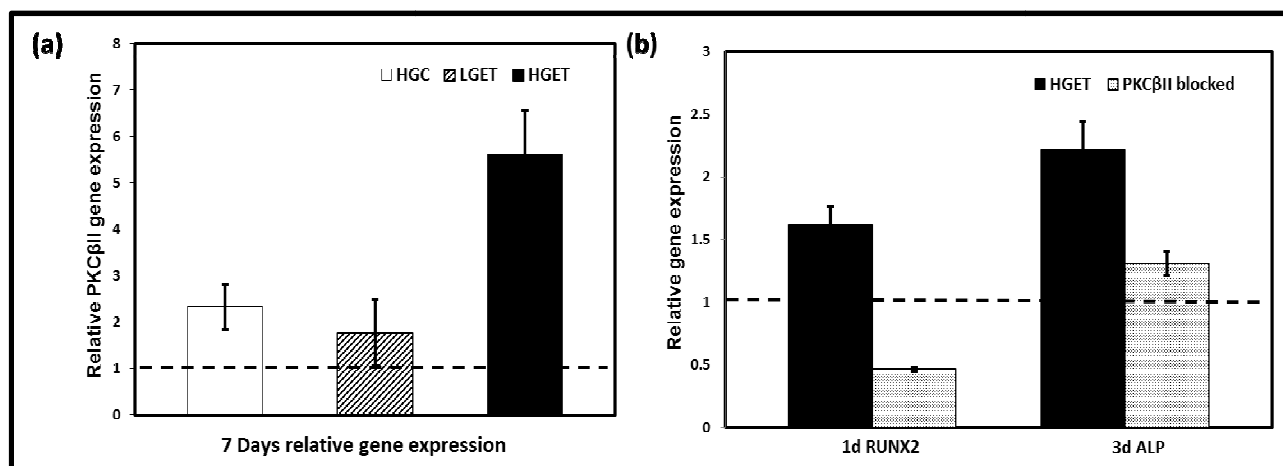 (a)
Relative PKCβII gene expression
8
7
6
5
4
3
2
1
0
HGC LGET HGET
7 Days relative gene expression
(b)
Relative gene expression
3
2.5
2
1.5
1
0.5
0
HGET PKCβII blocked
1d RUNX2 3d ALP